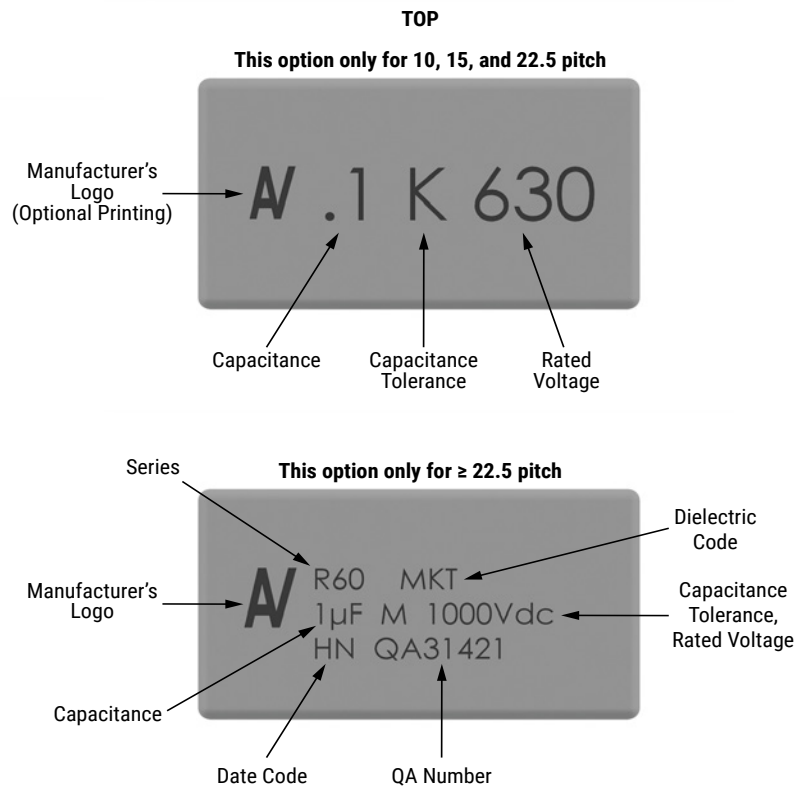 TOP
This option only for 10, 15, and 22.5 pitch
Manufacturer’s
Logo
(Optional Printing)
.1 K 630
Capacitance
Capacitance
Tolerance
Rated
Voltage
Series
This option only for ≥ 22.5 pitch
Dielectric
Code
R60 MKT
Manufacturer’s
Logo
1µF M 1000Vdc
Capacitance
Tolerance,
Rated Voltage
HN QA31421
Capacitance
Date Code
QA Number